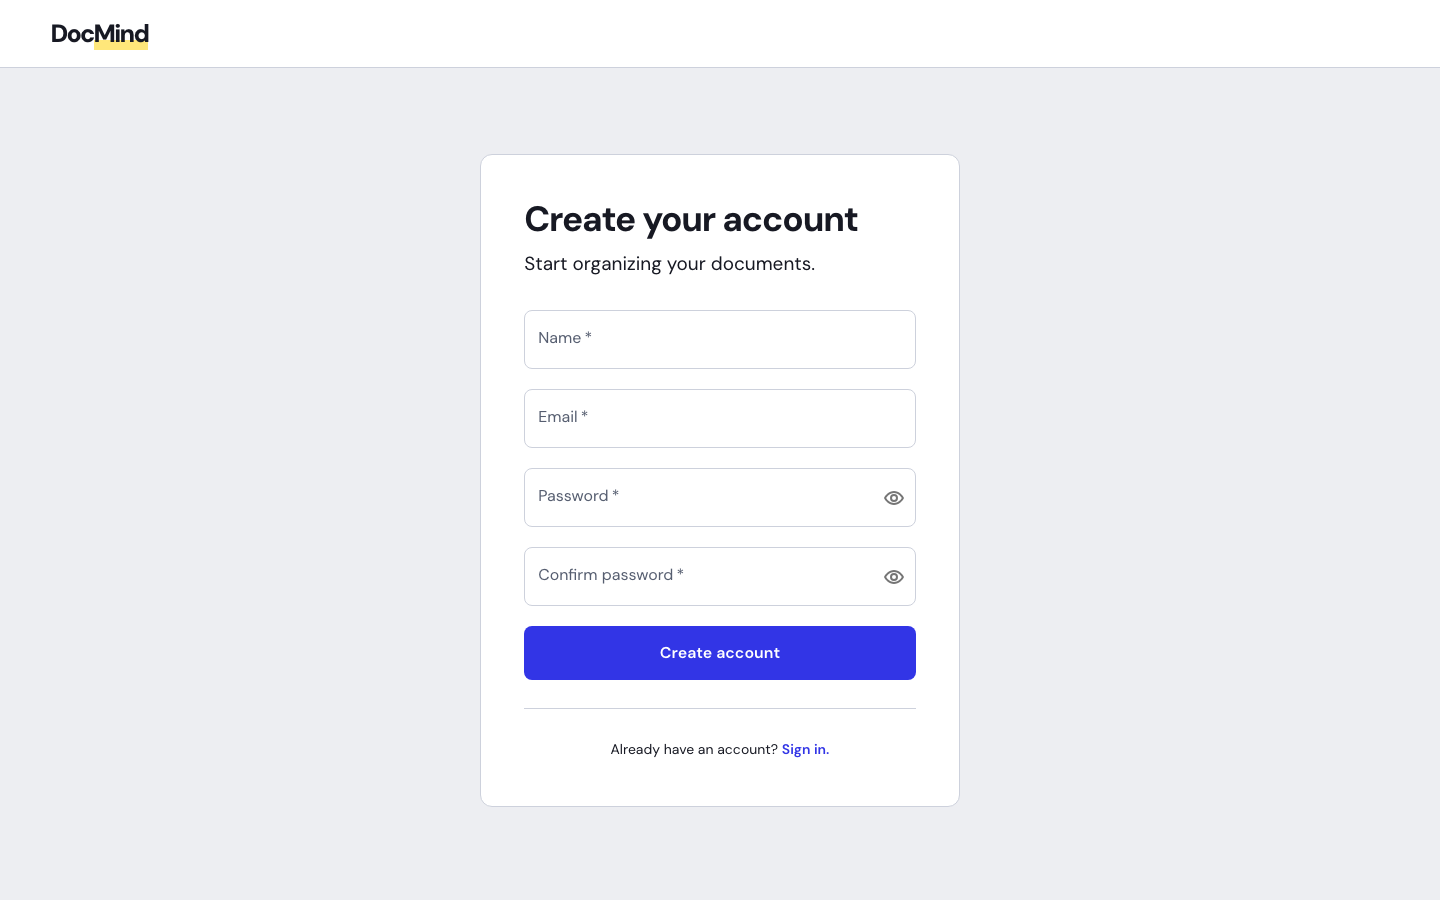 DocMind
Create your account
Start organizing your documents.
Name *
Email *
Password *
Confirm password *
Create account
Already have an account? Sign in.